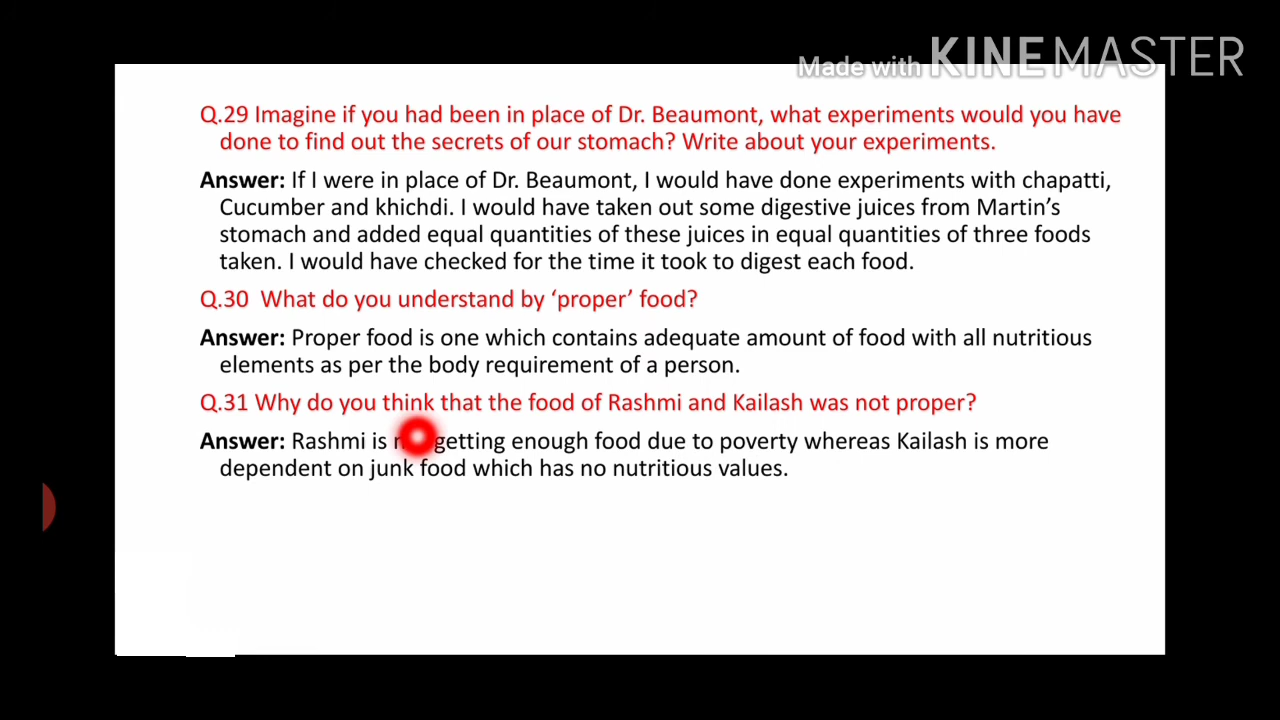 Made with KINEMASTER
Q.29 Imagine if you had been in place of Dr. Beaumont, what experiments would you have
done to find out the secrets of our stomach? Write about your experiments.
Answer: If I were in place of Dr. Beaumont, I would have done experiments with chapatti,
Cucumber and khichdi. I would have taken out some digestive juices from Martin's
stomach and added equal quantities of these juices in equal quantities of three foods
taken. I would have checked for the time it took to digest each food.
Q.30 What do you understand by 'proper' food?
Answer: Proper food is one which contains adequate amount of food with all nutritious
elements as per the body requirement of a person.
Q.31 Why do you think that the food of Rashmi and Kailash was not proper?
Answer: Rashmi is getting enough food due to poverty whereas Kailash is more
dependent on junk food which has no nutritious values.